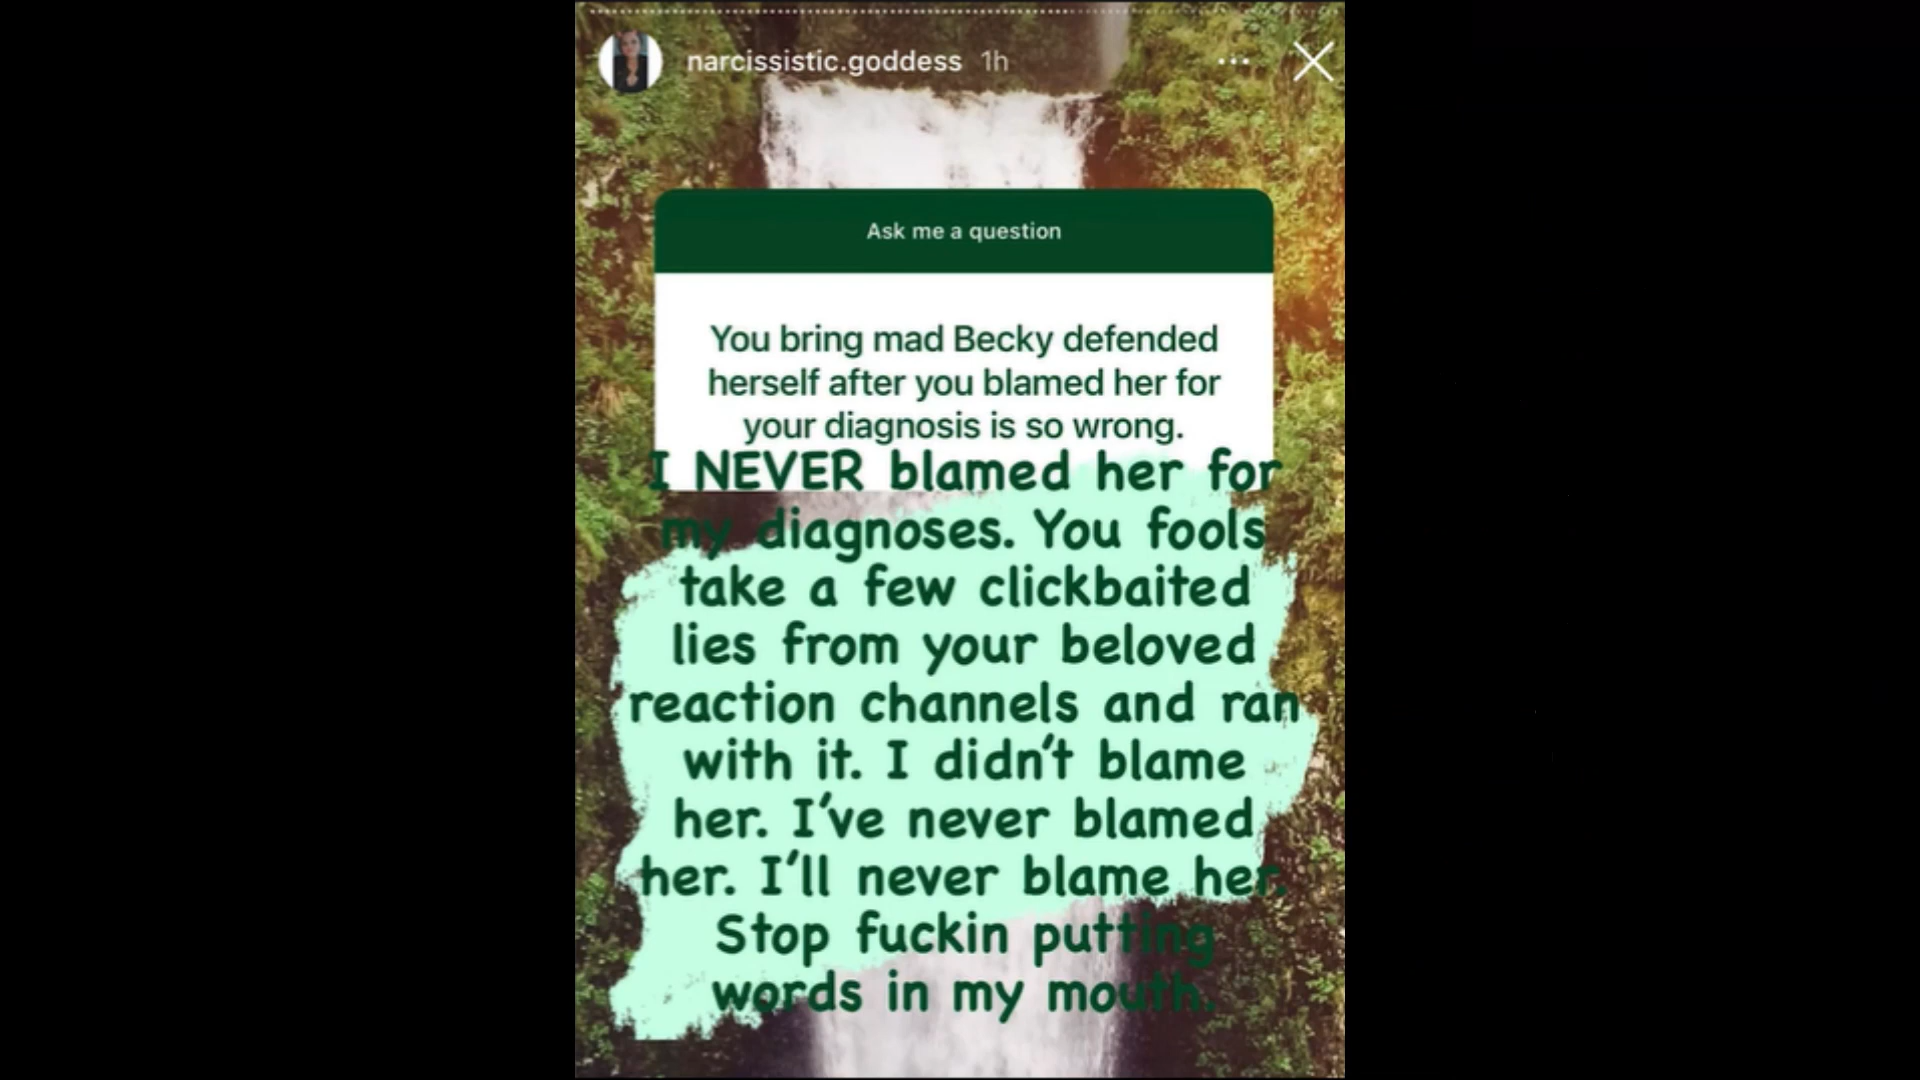 narcissistic.goddess 1h
Ask me a question
You bring mad Becky defended
herself after you blamed her for
your diagnosis is so wrong.
I NEVER blamed her for
my diagnoses. You fools
take a few clickbaited
lies from your beloved
reaction channels and ran
with it. I didn't blame
her. I've never blamed
her. I'll never blame her.
Stop fuckin putting
words in my mouth.